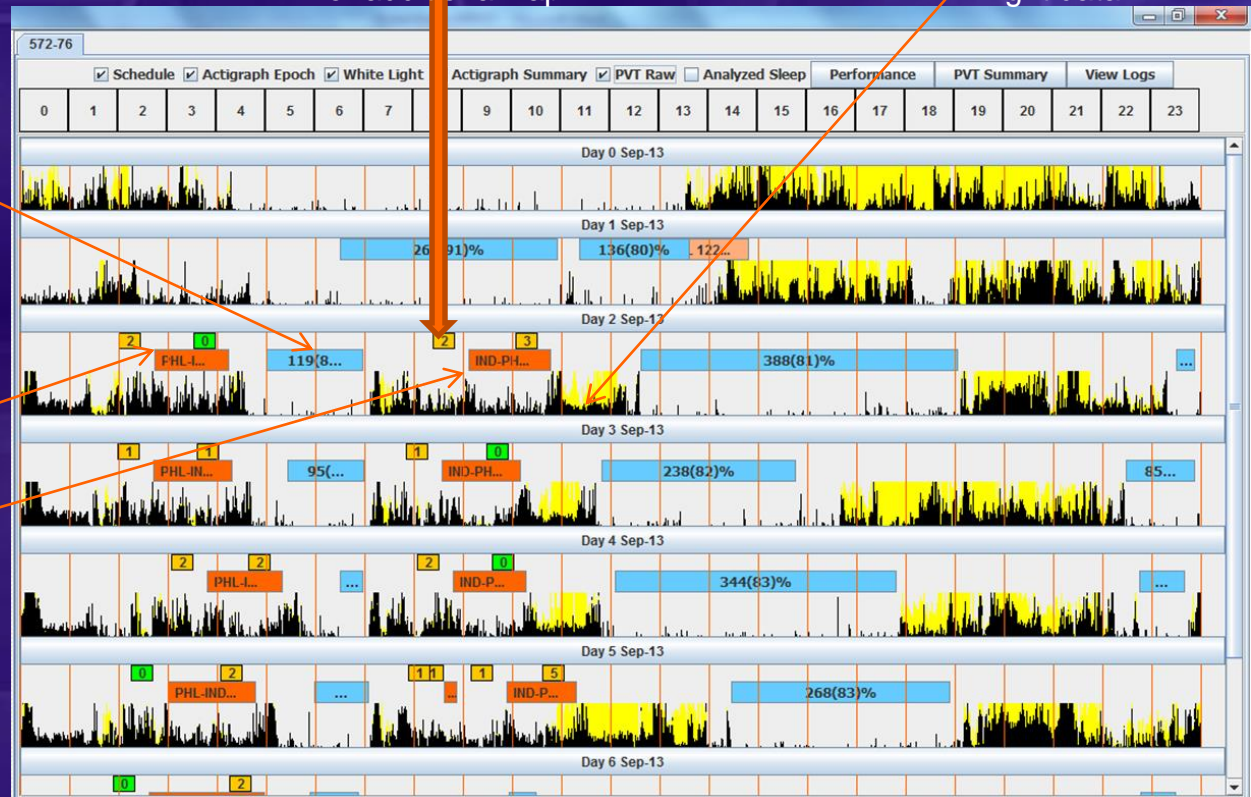 572-76
Schedule Actigraph Epoch White Light Actigraph Summary PVT Raw Analyzed Sleep Performance PVT Summary View Logs
0 1 2 3 4 5 6 7 9 10 11 12 13 14 15 16 17 18 19 20 21 22 23
Day 0 Sep-13
Day 1 Sep-13
136(80)% 122...
Day 2 Sep-13
2 0 2 3
PHL-I... 119(8... IND-PH... 388(81)% ...
Day 3 Sep-13
1 1 1 0
PHL-IN... 95(... IND-PH... 238(82)% 85...
Day 4 Sep-13
2 2 2 0
PHL-I... ... IND-P... 344(83)% ...
Day 5 Sep-13
0 2 1 1 1 5
PHL-IND... ... ... IND-P... 268(83)%
Day 6 Sep-13
0 2